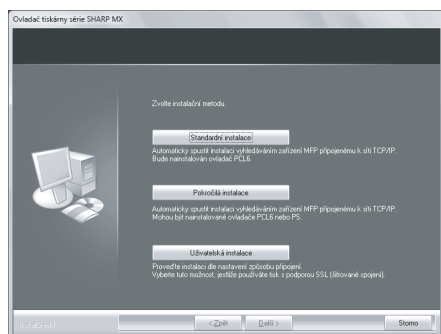 Ovladač tiskárny série SHARP MX
Zvolte instalační metodu.
Standardní instalace
Automaticky spustit instalaci vyhledáváním zařízení MFP připojenému k síti TCP/IP.
Bude nainstalován ovladač PCL6.
Pokročilá instalace
Automaticky spustit instalaci vyhledáváním zařízení MFP připojenému k síti TCP/IP.
Mohou být nainstalované ovladače PCL6 nebo PS.
Uživatelská instalace
Proveďte instalaci dle nastavení způsobu připojení.
Vyberte tuto možnost, jestliže používáte tisk s podporou SSL (šifrované spojení).
InstallShield
< Zpět
Další >
Storno